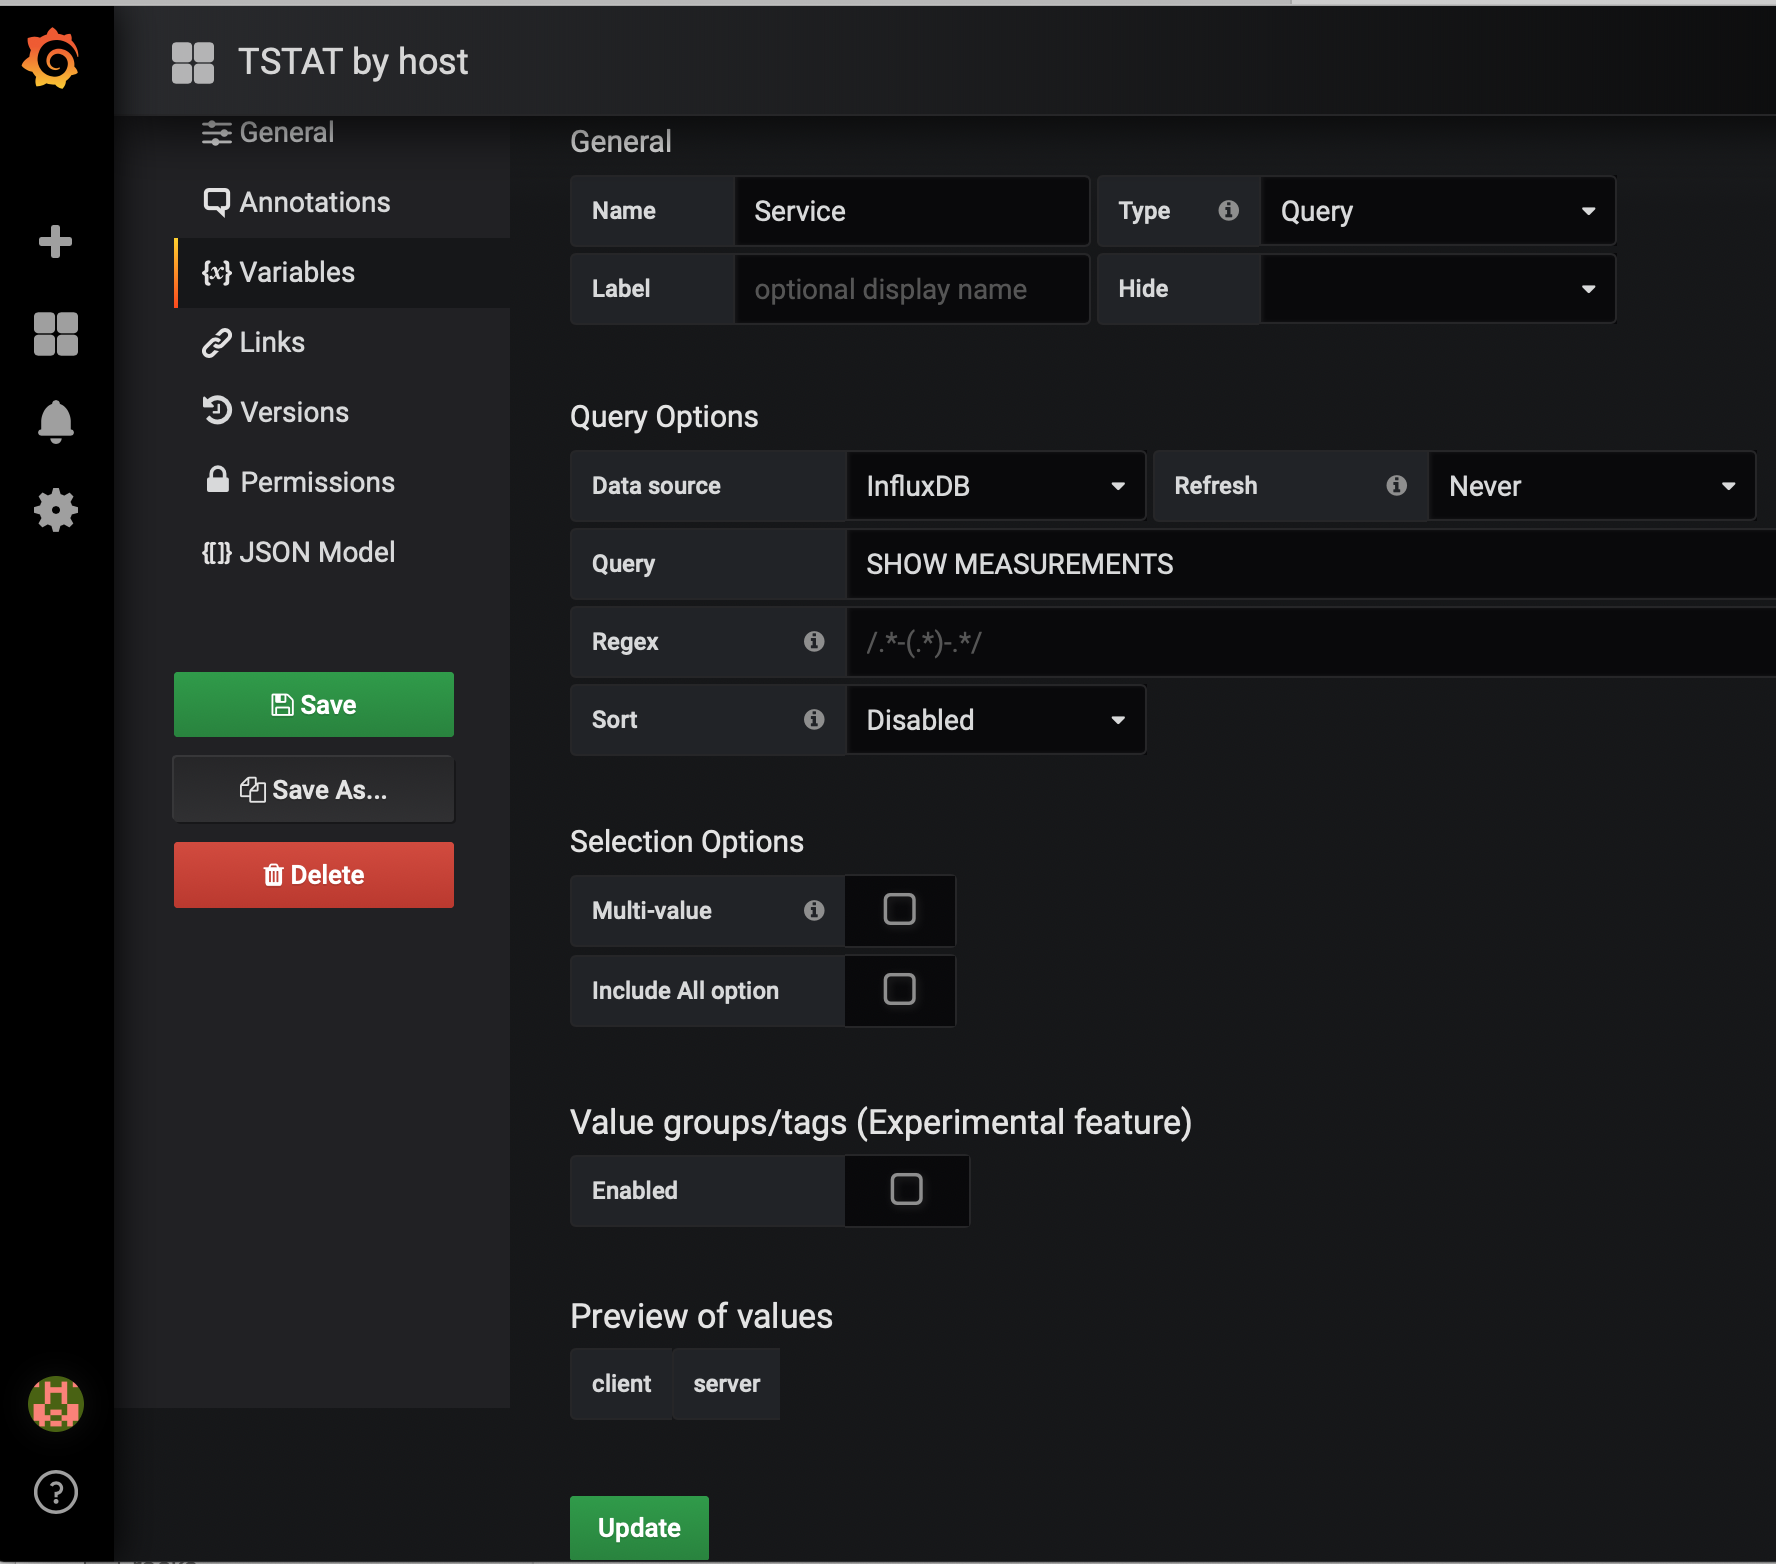 TSTAT by host
General
Annotations
{x} Variables
Links
Versions
Permissions
{[]} JSON Model
Save
Save As...
Delete
General
Name Service Type Query
Label optional display name Hide
Query Options
Data source InfluxDB Refresh Never
Query SHOW MEASUREMENTS
Regex /.*-(.*)-.*/
Sort Disabled
Selection Options
Multi-value
Include All option
Value groups/tags (Experimental feature)
Enabled
Preview of values
client server
Update